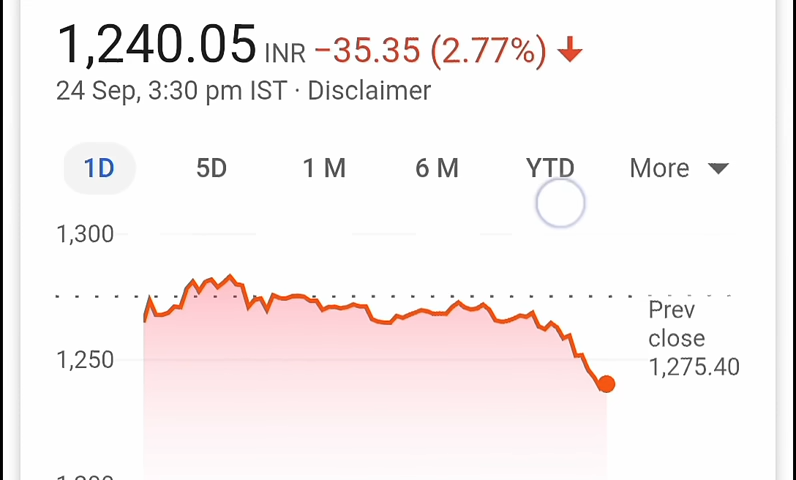 1,240.05 INR −35.35 (2.77%)
24 Sep, 3:30 pm IST · Disclaimer
1D 5D 1 M 6 M YTD More
1,300
Prev
close
1,250
1,275.40